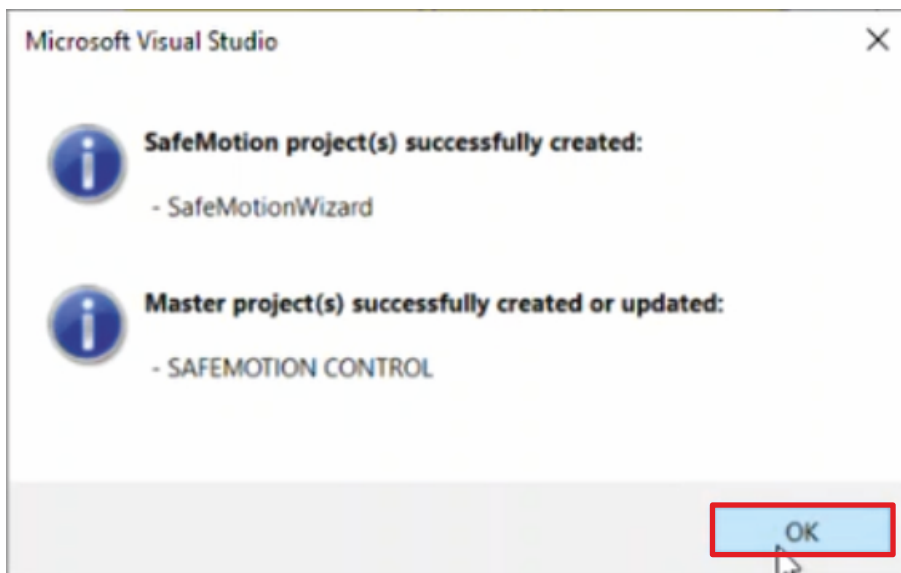 Microsoft Visual Studio
SafeMotion project(s) successfully created:
- SafeMotionWizard
Master project(s) successfully created or updated:
- SAFEMOTION CONTROL
OK